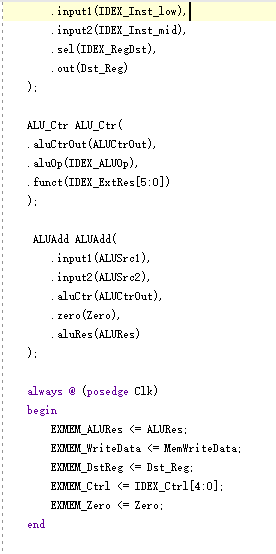 .input1(IDEX_Inst_low),
.input2(IDEX_Inst_mid),
.sel(IDEX_RegDst),
.out(Dst_Reg)
);
ALU_Ctr ALU_Ctr(
.aluCtrOut(ALUCtrOut),
.aluOp(IDEX_ALUOp),
.funct(IDEX_ExtRes[5:0])
);
ALUAdd ALUAdd(
.input1(ALUSrc1),
.input2(ALUSrc2),
.aluCtr(ALUCtrOut),
.zero(Zero),
.aluRes(ALURes)
);
always @ (posedge Clk)
begin
EXMEM_ALURes <= ALURes;
EXMEM_WriteData <= MemWriteData;
EXMEM_DstReg <= Dst_Reg;
EXMEM_Ctrl <= IDEX_Ctrl[4:0];
EXMEM_Zero <= Zero;
end